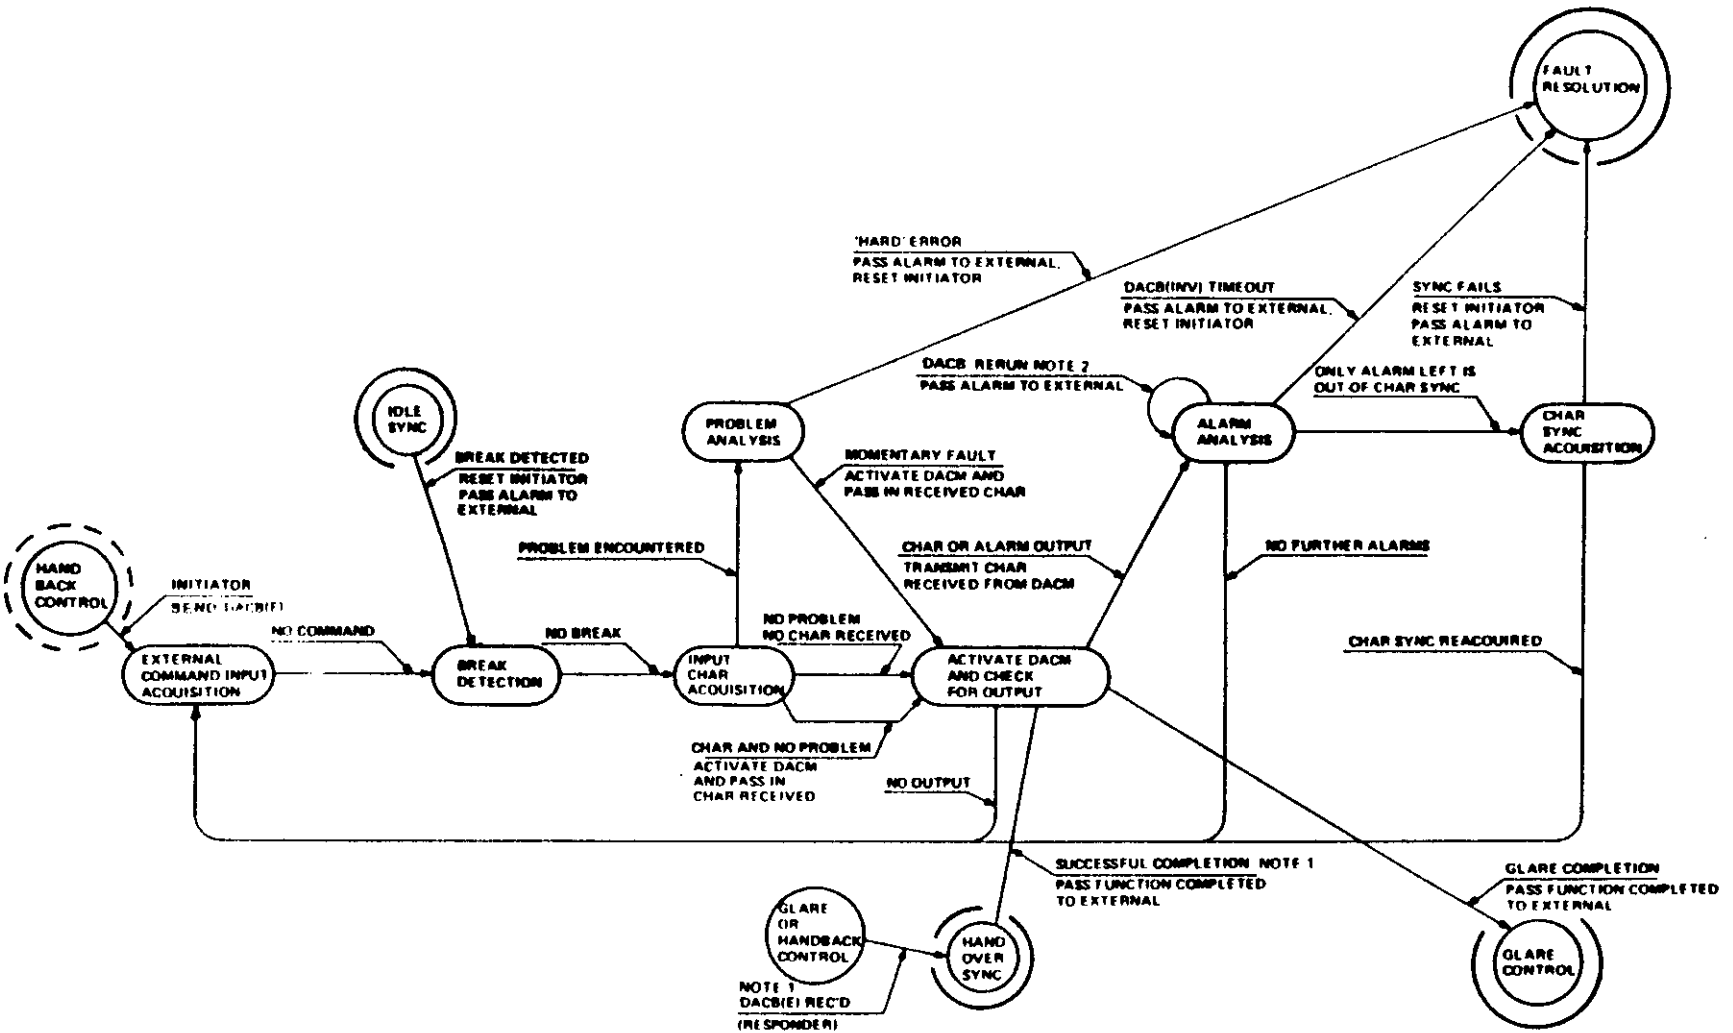 FAULT
RESOLUTION
'HARD' ERROR
PASS ALARM TO EXTERNAL,
RESET INITIATOR
DACB(INV) TIMEOUT
PASS ALARM TO EXTERNAL,
RESET INITIATOR
SYNC FAILS
RESET INITIATOR
PASS ALARM TO
EXTERNAL
DACB RERUN NOTE 2
PASS ALARM TO EXTERNAL
ONLY ALARM LEFT IS
OUT OF CHAR SYNC
IDLE
SYNC
PROBLEM
ANALYSIS
ALARM
ANALYSIS
CHAR
SYNC
ACQUISITION
BREAK DETECTED
RESET INITIATOR
PASS ALARM TO
EXTERNAL
MOMENTARY FAULT
ACTIVATE DACM AND
PASS IN RECEIVED CHAR
PROBLEM ENCOUNTERED
CHAR OR ALARM OUTPUT
TRANSMIT CHAR
RECEIVED FROM DACM
NO FURTHER ALARMS
HAND
BACK
CONTROL
INITIATOR
SEND DACB(E)
NO COMMAND
NO BREAK
NO PROBLEM
NO CHAR RECEIVED
CHAR SYNC REACQUIRED
EXTERNAL
COMMAND INPUT
ACQUISITION
BREAK
DETECTION
INPUT
CHAR
ACQUISITION
ACTIVATE DACM
AND CHECK
FOR OUTPUT
CHAR AND NO PROBLEM
ACTIVATE DACM
AND PASS IN
CHAR RECEIVED
NO OUTPUT
SUCCESSFUL COMPLETION NOTE 1
PASS FUNCTION COMPLETED
TO EXTERNAL
GLARE COMPLETION
PASS FUNCTION COMPLETED
TO EXTERNAL
GLARE
OR
HANDBACK
CONTROL
HAND
OVER
SYNC
GLARE
CONTROL
NOTE 1
DACB(E) REC'D
(RESPONDER)